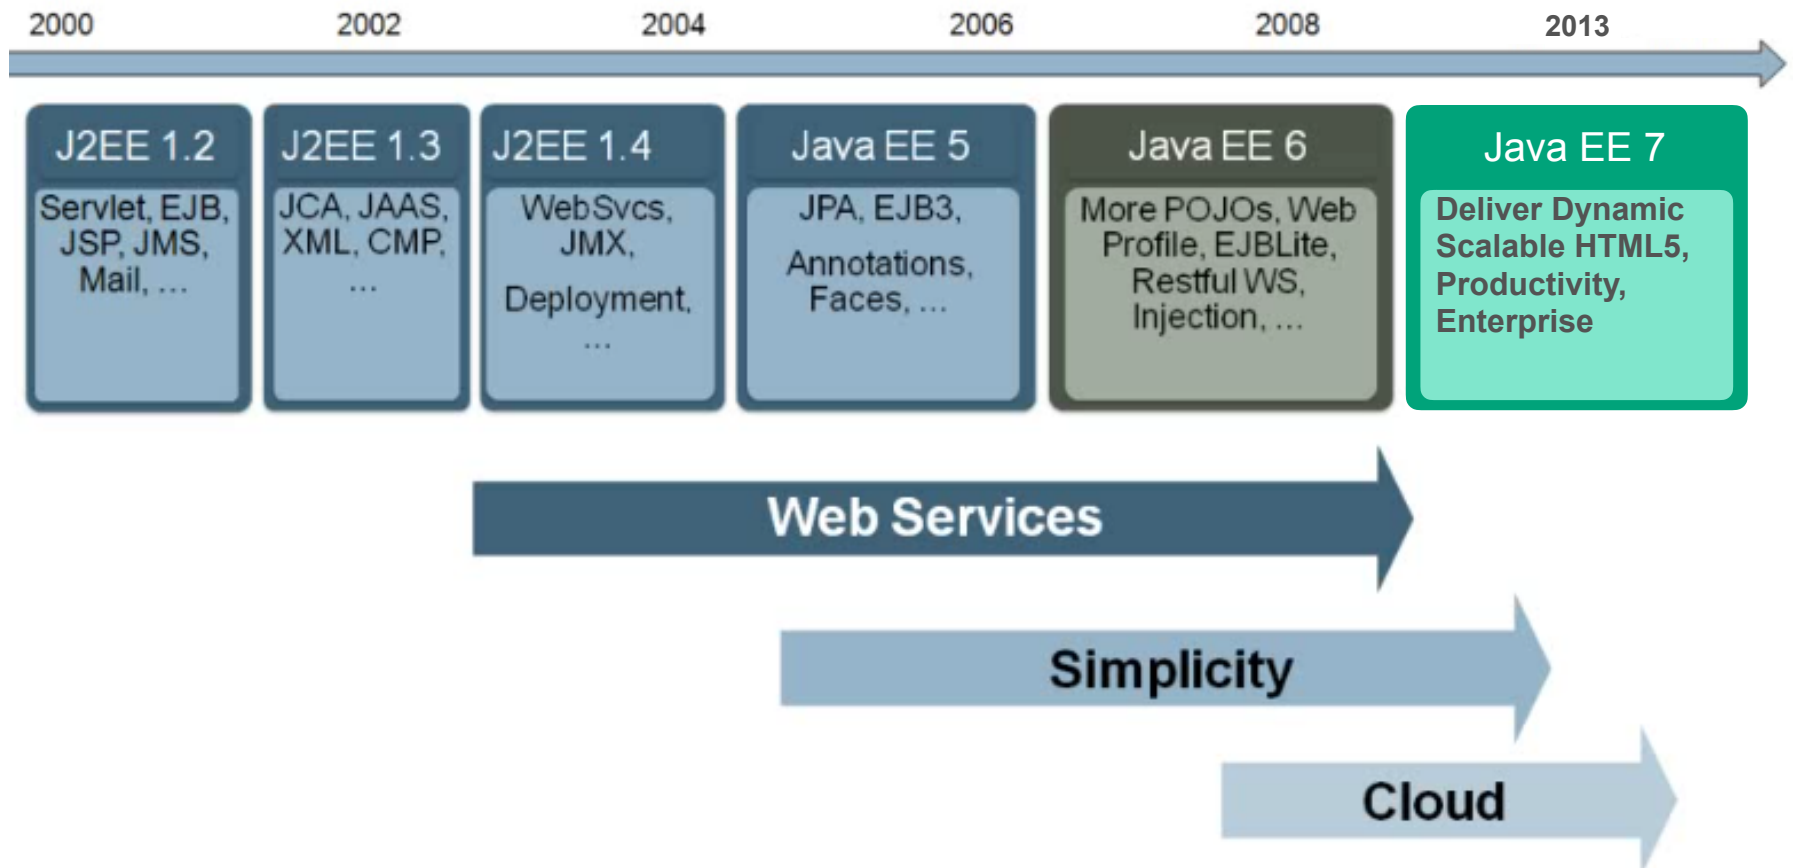 2000 2002 2004 2006 2008 2013
J2EE 1.2
Servlet, EJB,
JSP, JMS,
Mail, ...
J2EE 1.3
JCA, JAAS,
XML, CMP,
...
J2EE 1.4
WebSvcs,
JMX,
Deployment,
...
Java EE 5
JPA, EJB3,
Annotations,
Faces, ...
Java EE 6
More POJOs, Web
Profile, EJBLite,
Restful WS,
Injection, ...
Java EE 7
Deliver Dynamic
Scalable HTML5,
Productivity,
Enterprise
Web Services
Simplicity
Cloud